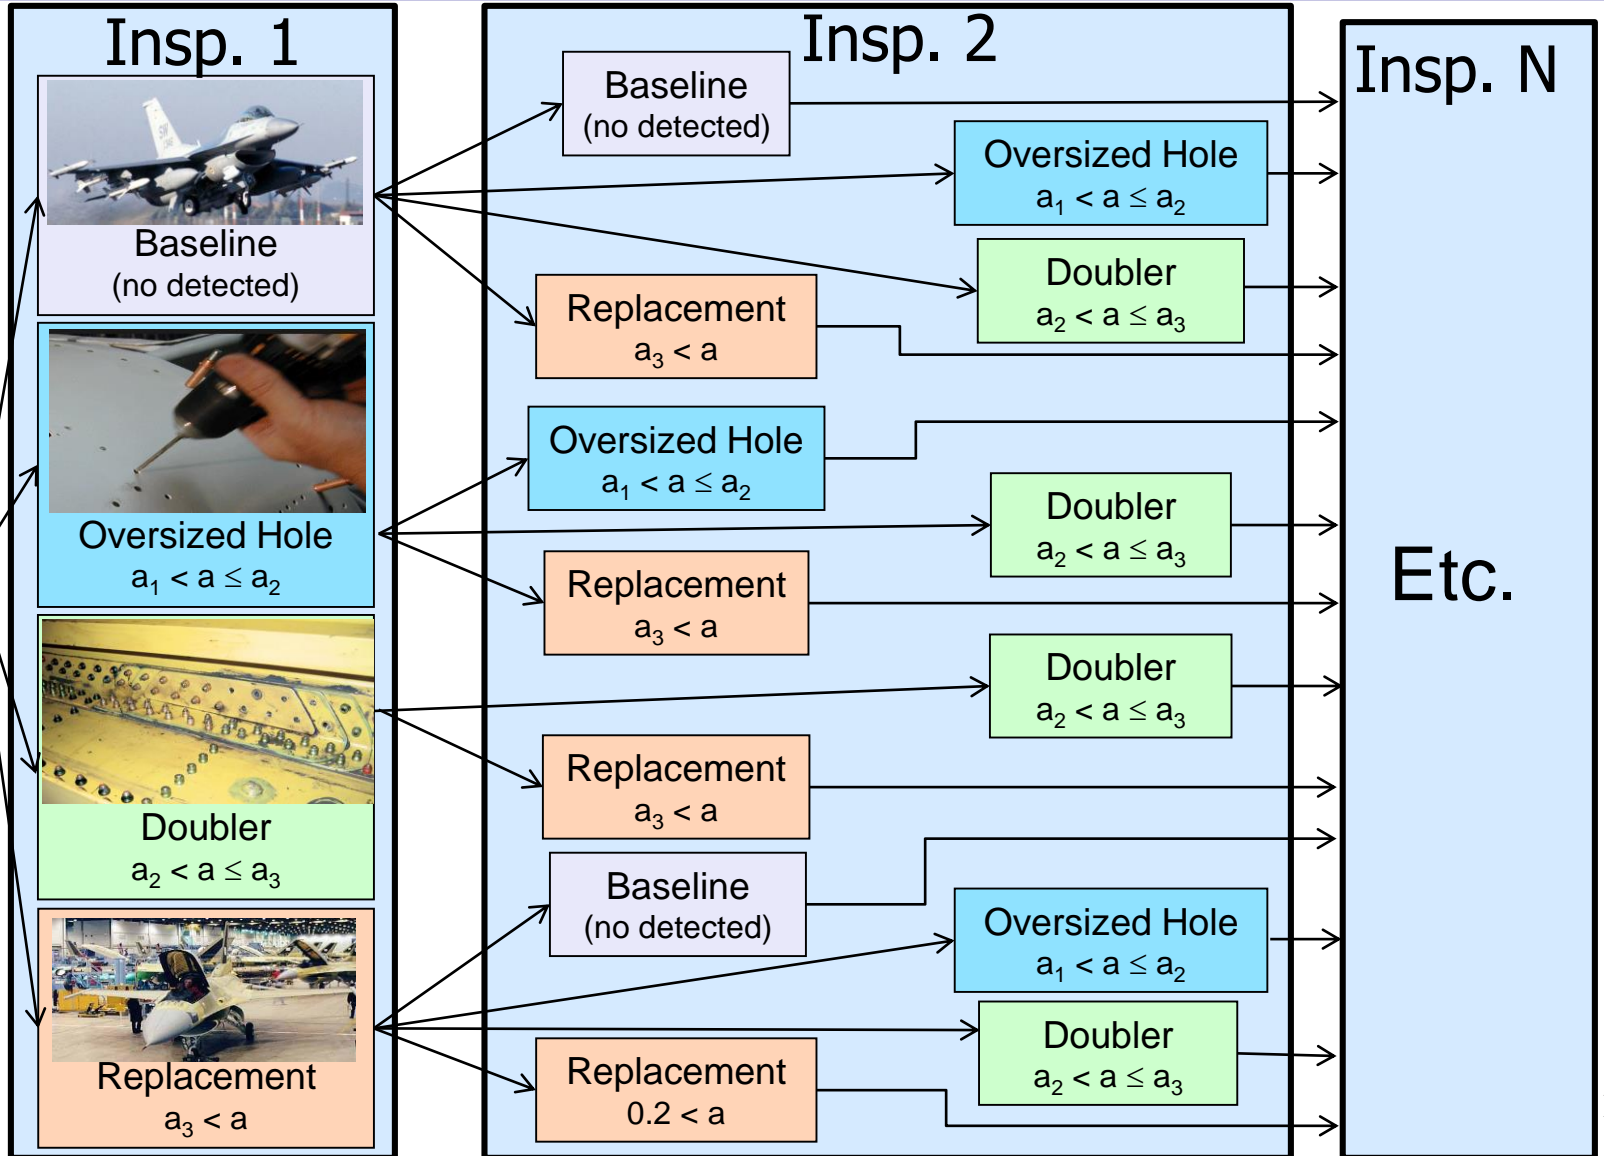 Insp. 1
Baseline
(no detected)
Oversized Hole
a₁ < a ≤ a₂
Doubler
a₂ < a ≤ a₃
Replacement
a₃ < a
Insp. 2
Baseline
(no detected)
Oversized Hole
a₁ < a ≤ a₂
Doubler
a₂ < a ≤ a₃
Replacement
a₃ < a
Oversized Hole
a₁ < a ≤ a₂
Doubler
a₂ < a ≤ a₃
Replacement
a₃ < a
Doubler
a₂ < a ≤ a₃
Replacement
a₃ < a
Baseline
(no detected)
Oversized Hole
a₁ < a ≤ a₂
Doubler
a₂ < a ≤ a₃
Replacement
0.2 < a
Insp. N
Etc.